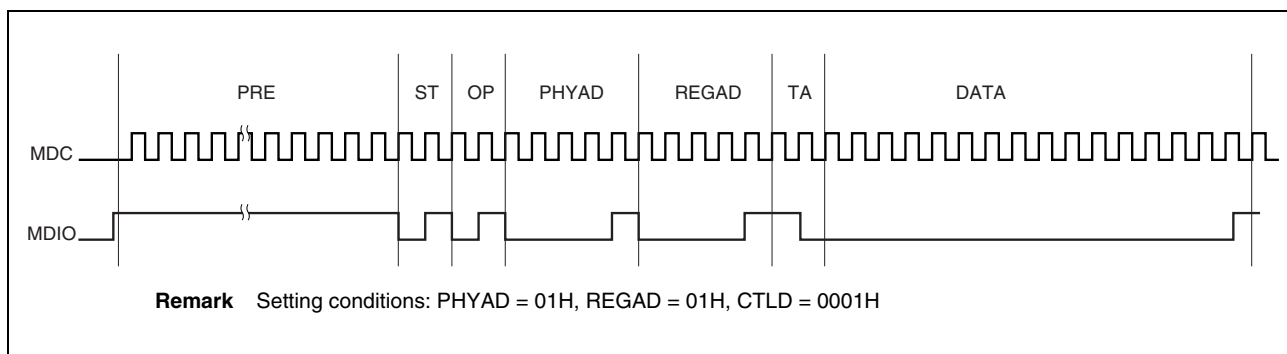 PRE ST OP PHYAD REGAD TA DATA
MDC
MDIO
Remark Setting conditions: PHYAD = 01H, REGAD = 01H, CTLD = 0001H